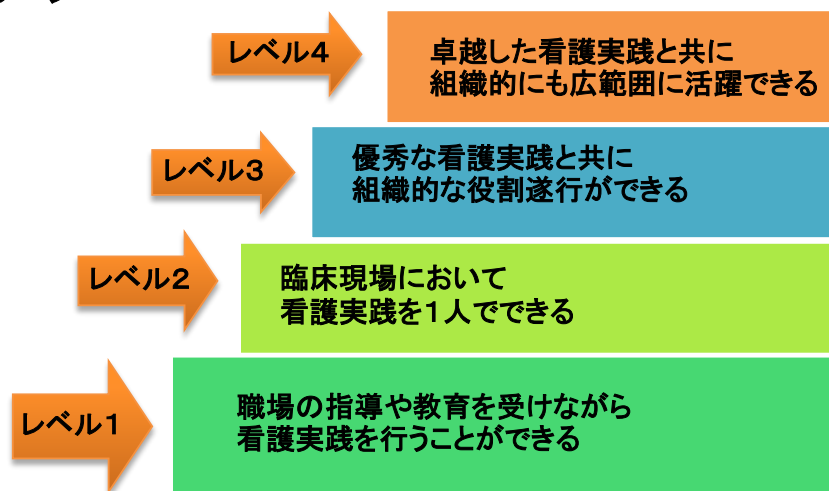 レベル4
卓越した看護実践と共に
組織的にも広範囲に活躍できる
レベル3
優秀な看護実践と共に
組織的な役割遂行ができる
レベル2
臨床現場において
看護実践を1人でできる
レベル1
職場の指導や教育を受けながら
看護実践を行うことができる